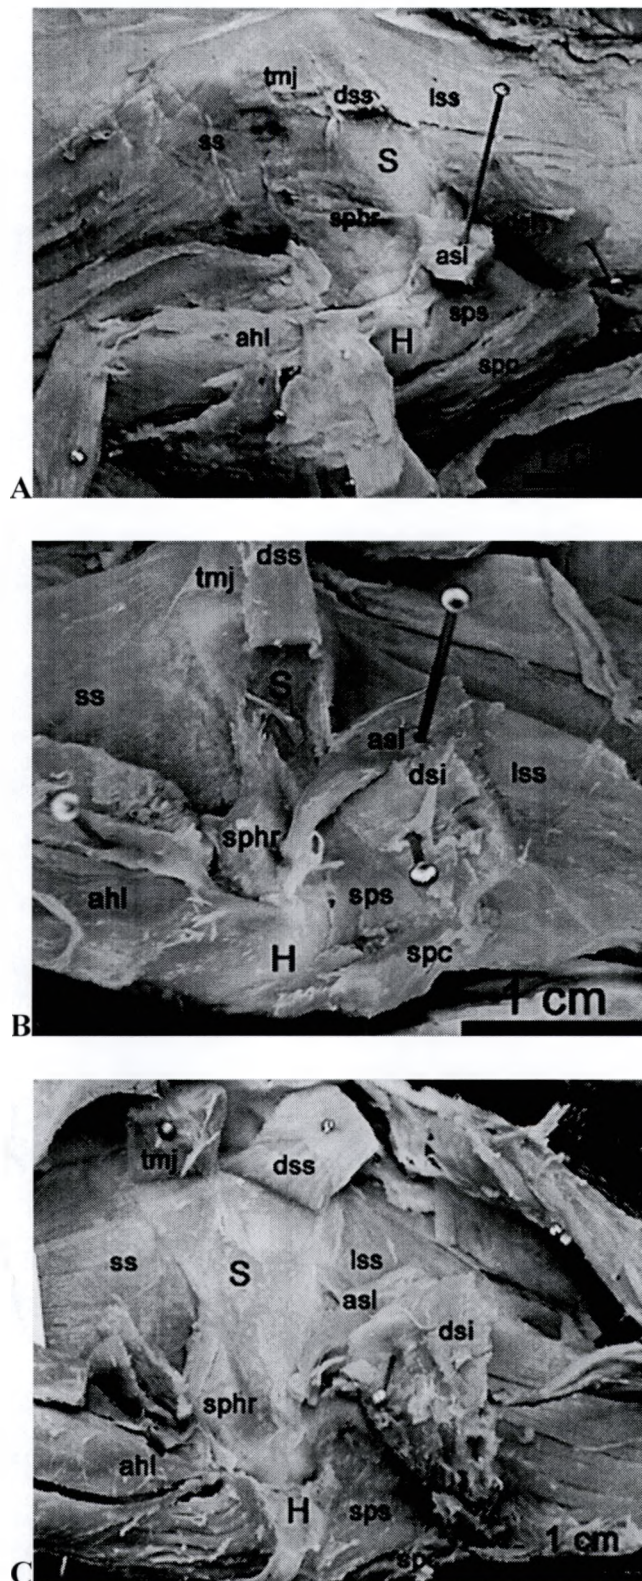 tmj dss lss
ss S
sphr
asl
ahl H sps
A
dss
tmj
ss S
asl
dsi lss
sphr
ahl sps
H spc
1 cm
B
tmj dss
ss S lss
asl
dsi
sphr
ahl
H sps
1 cm
C